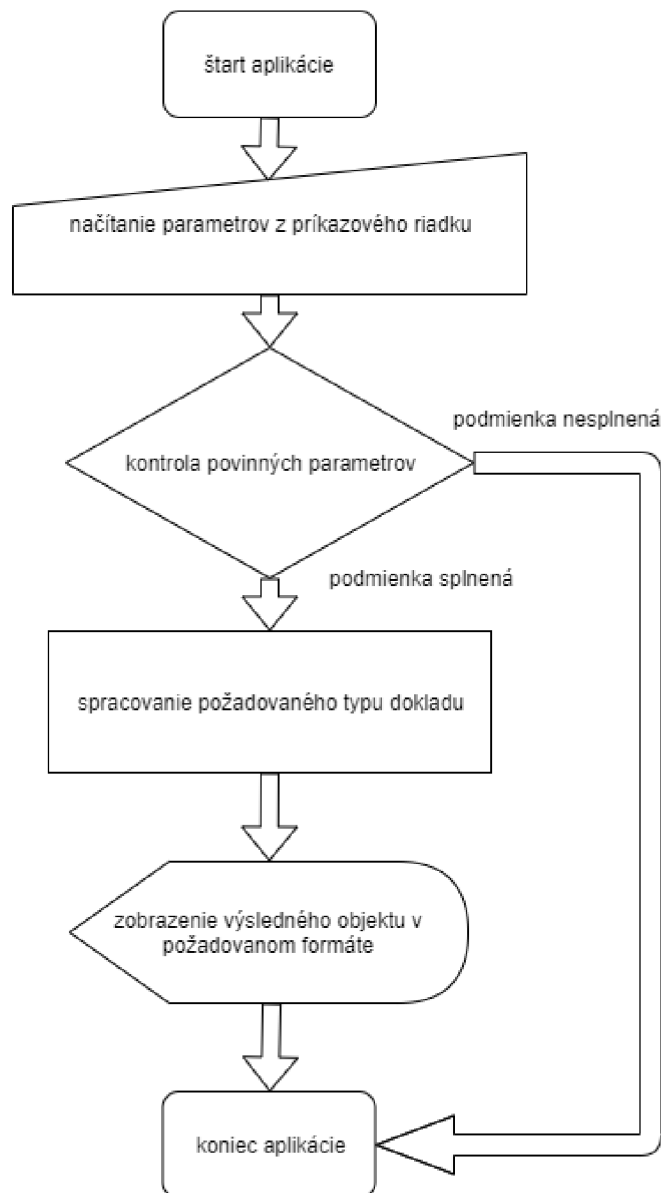 štart aplikácie
načítanie parametrov z príkazového riadku
podmienka nesplnená
kontrola povinných parametrov
podmienka splnená
spracovanie požadovaného typu dokladu
zobrazenie výsledného objektu v
požadovanom formáte
koniec aplikácie